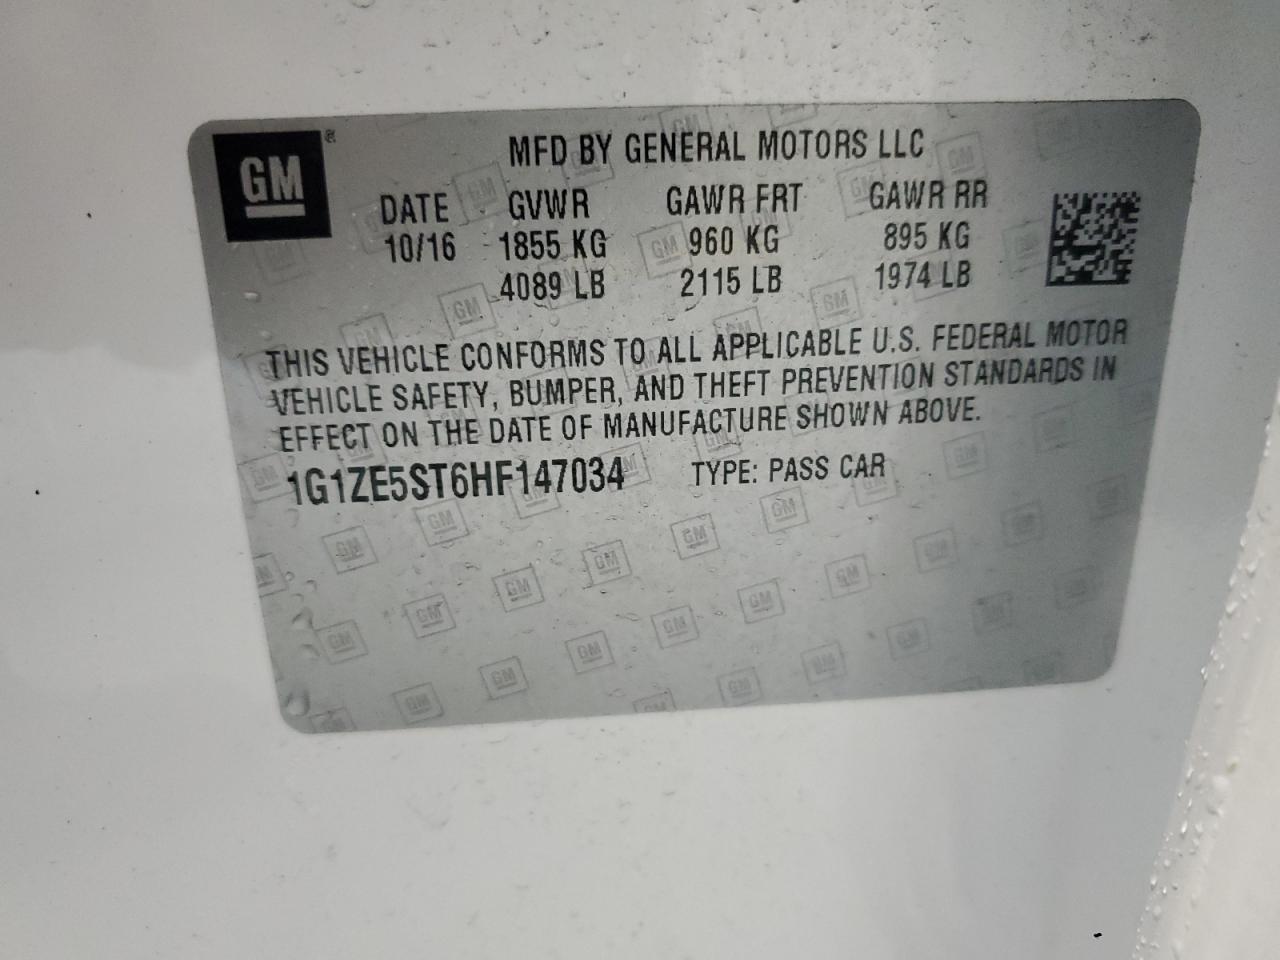 GM ®
MFD BY GENERAL MOTORS LLC
DATE GVWR GAWR FRT GAWR RR
10/16 1855 KG 960 KG 895 KG
4089 LB 2115 LB 1974 LB
THIS VEHICLE CONFORMS TO ALL APPLICABLE U.S. FEDERAL MOTOR
VEHICLE SAFETY, BUMPER, AND THEFT PREVENTION STANDARDS IN
EFFECT ON THE DATE OF MANUFACTURE SHOWN ABOVE.
1G1ZE5ST6HF147034 TYPE: PASS CAR